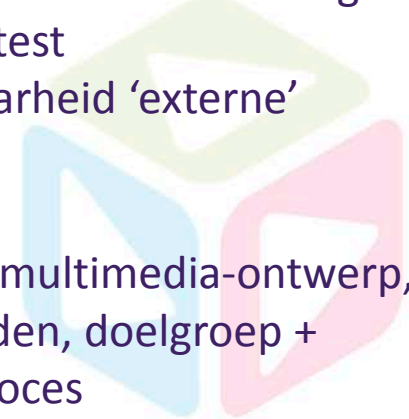 test
arheid ‘externe’
multimedia-ontwerp,
den, doelgroep +
oces